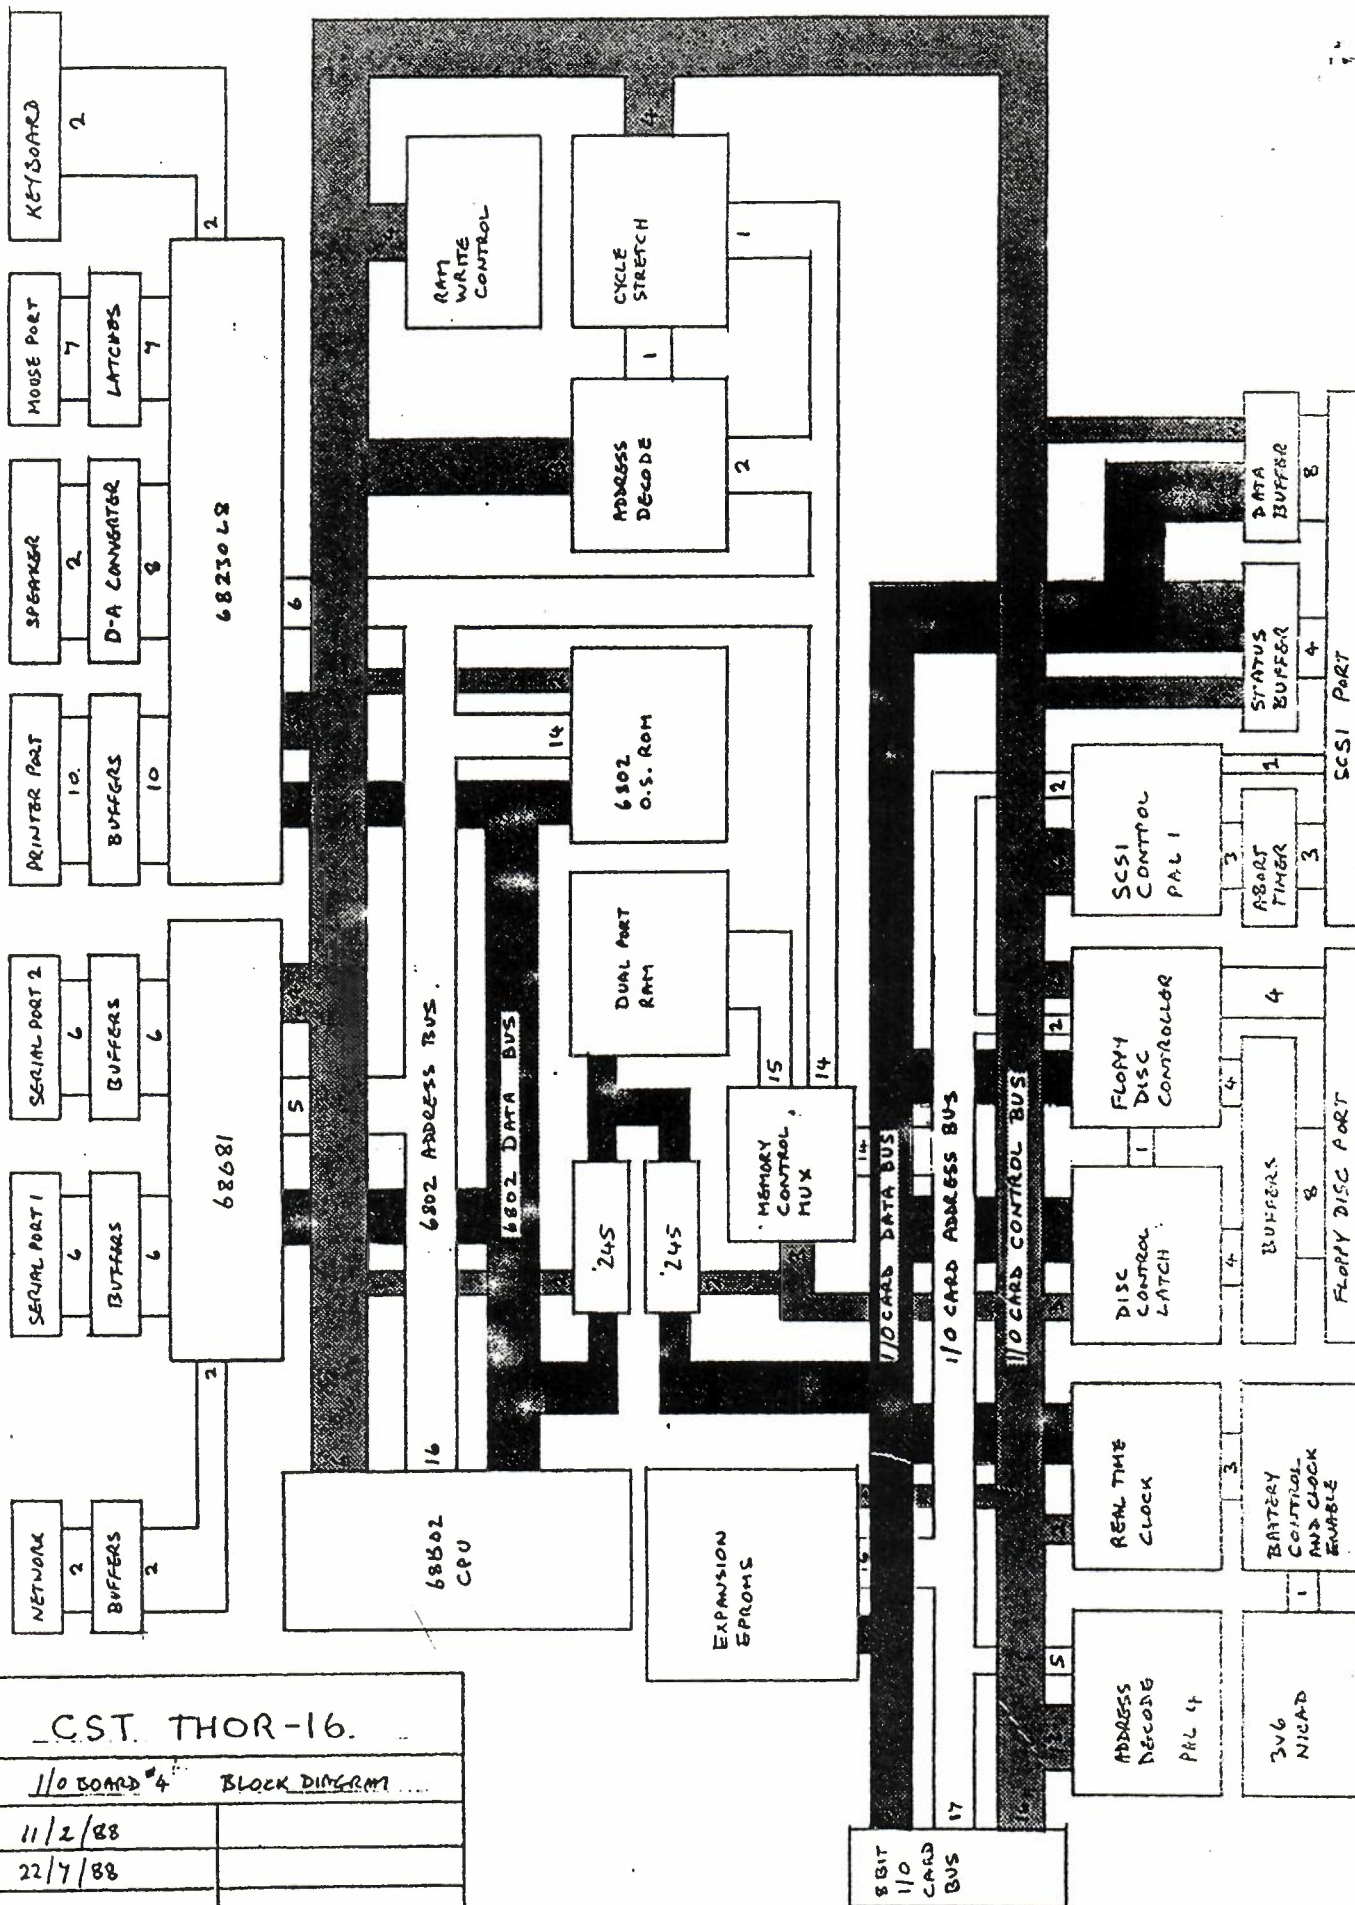 KEYBOARD
2
2
MOUSE PORT
7
LATCHES
7
SPEAKER
2
D-A CONVERTER
8
PRINTER PORT
10.
BUFFERS
10
68230L8
6
SERIAL PORT 2
6
BUFFERS
6
SERIAL PORT 1
6
BUFFERS
6
68681
5
2
NETWORK
2
BUFFERS
2
RAM
WRITE
CONTROL
4
CYCLE
STRETCH
1
1
ADDRESS
DECODE
2
6802
O.S. ROM
14
DUAL PORT
RAM
15
14
6802 ADDRESS BUS.
6802 DATA BUS
16
68B02
CPU
'245
'245
MEMORY
CONTROL
MUX
14
EXPANSION
EPROMS
16
I/O CARD DATA BUS
I/O CARD ADDRESS BUS
I/O CARD CONTROL BUS
17
16
8 BIT
I/O
CARD
BUS
DATA
BUFFER
8
STATUS
BUFFER
4
SCSI PORT
SCSI
CONTROL
PAL 1
2
2
3
ABORT
TIMER
3
FLOPPY
DISC
CONTROLLER
2
4
4
1
DISC
CONTROL
LATCH
4
BUFFERS
8
FLOPPY DISC PORT
REAL TIME
CLOCK
3
BATTERY
CONTROL
AND CLOCK
ENABLE
1
ADDRESS
DECODE
PAL 4
5
3V6
NICAD
CST THOR-16.
I/O BOARD "4" BLOCK DIAGRAM
11/2/88
22/7/88